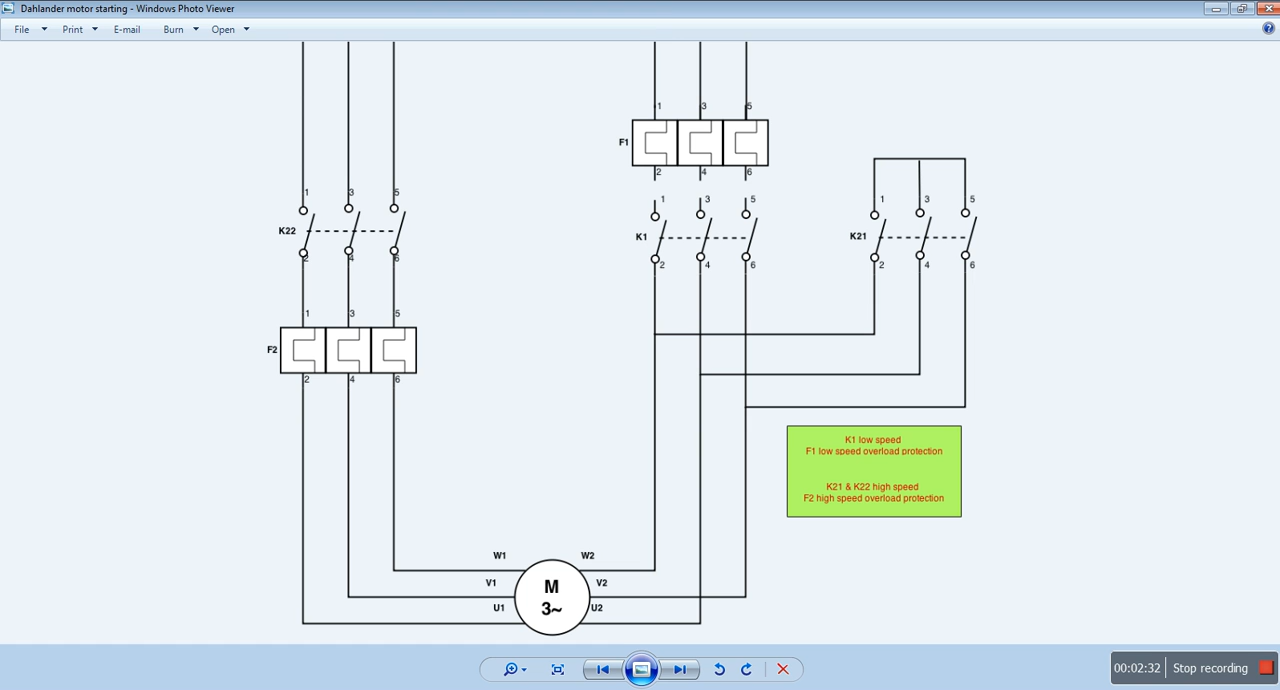 Dahlander motor starting - Windows Photo Viewer
File Print E-mail Burn Open
1 3 5
F1
2 4 6
1 3 5
K22
2 4 6
1 3 5
K1
2 4 6
1 3 5
K21
2 4 6
1 3 5
F2
2 4 6
K1 low speed
F1 low speed overload protection
K21 & K22 high speed
F2 high speed overload protection
W1 W2
V1 V2
U1 U2
M
3~
00:02:32 Stop recording